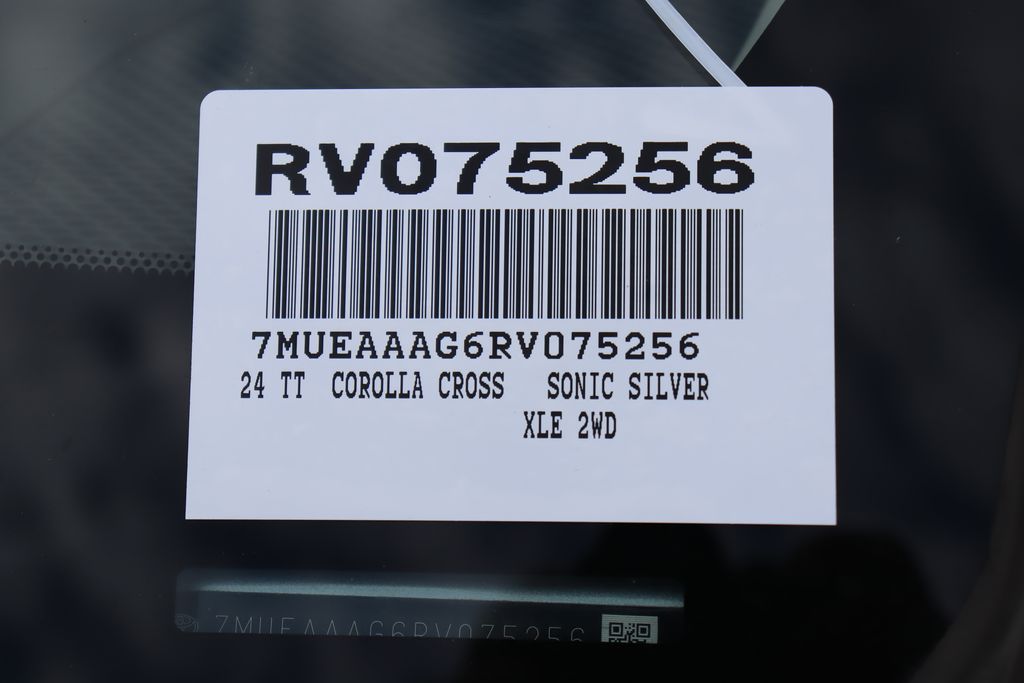 RV075256
7MUEAAAG6RV075256
24 TT COROLLA CROSS SONIC SILVER
XLE 2WD
7MUEAAAG6RV075256